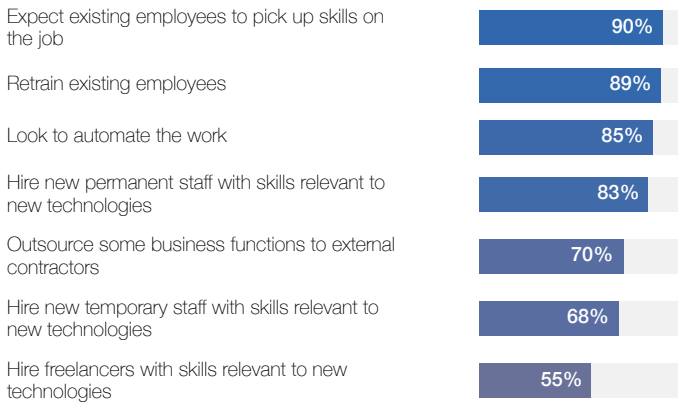 Expect existing employees to pick up skills on
the job
90%
Retrain existing employees
89%
Look to automate the work
85%
Hire new permanent staff with skills relevant to
new technologies
83%
Outsource some business functions to external
contractors
70%
Hire new temporary staff with skills relevant to
new technologies
68%
Hire freelancers with skills relevant to new
technologies
55%